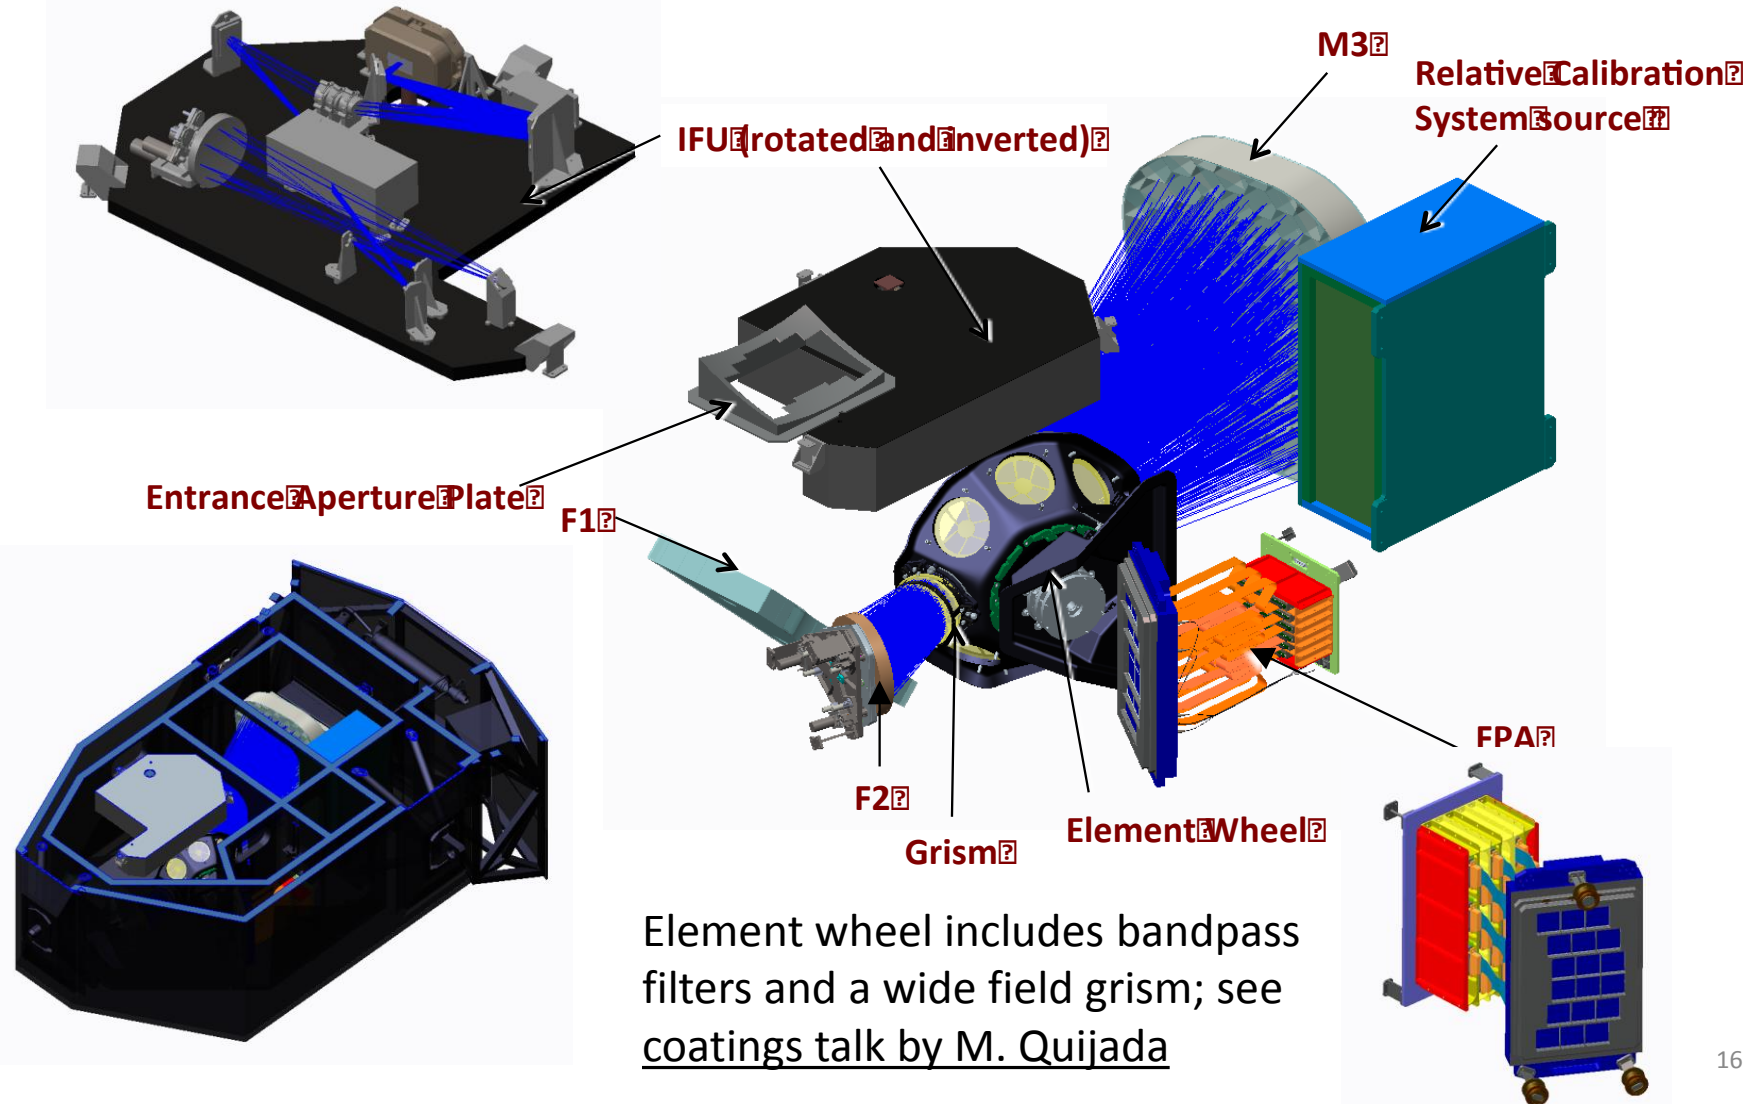 M3
Relative Calibration
System source
IFU (rotated and inverted)
Entrance Aperture Plate
F1
FPA
F2
Element Wheel
Grism
Element wheel includes bandpass
filters and a wide field grism; see
coatings talk by M. Quijada
16